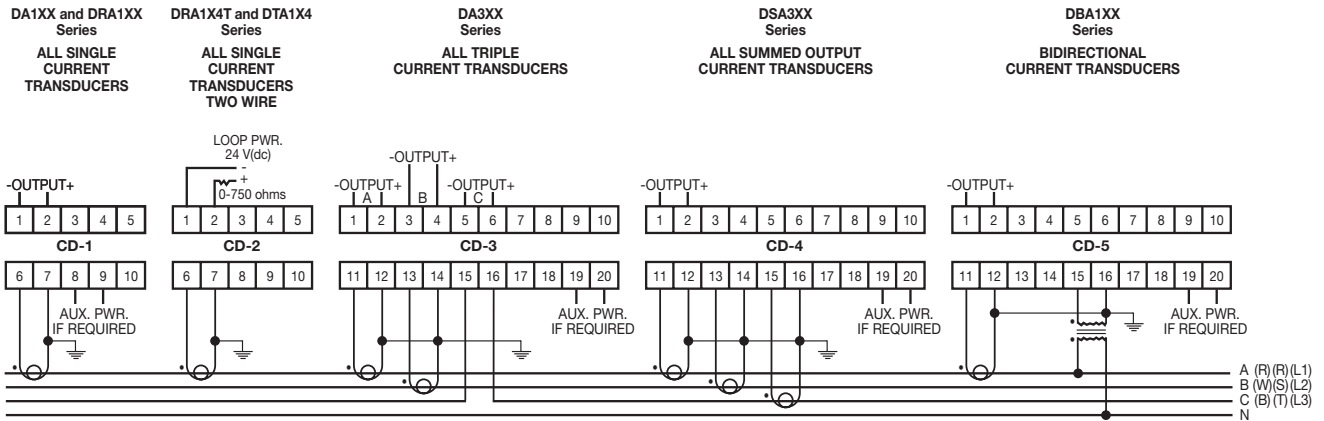 DA1XX and DRA1XX
Series
ALL SINGLE
CURRENT
TRANSDUCERS
DRA1X4T and DTA1X4
Series
ALL SINGLE
CURRENT
TRANSDUCERS
TWO WIRE
DA3XX
Series
ALL TRIPLE
CURRENT TRANSDUCERS
DSA3XX
Series
ALL SUMMED OUTPUT
CURRENT TRANSDUCERS
DBA1XX
Series
BIDIRECTIONAL
CURRENT TRANSDUCERS
-OUTPUT+
1 2 3 4 5
CD-1
6 7 8 9 10
AUX. PWR.
IF REQUIRED
LOOP PWR.
24 V(dc)
-
+
0-750 ohms
1 2 3 4 5
CD-2
6 7 8 9 10
-OUTPUT+
-OUTPUT+ -OUTPUT+
A B C
1 2 3 4 5 6 7 8 9 10
CD-3
11 12 13 14 15 16 17 18 19 20
AUX. PWR.
IF REQUIRED
-OUTPUT+
1 2 3 4 5 6 7 8 9 10
CD-4
11 12 13 14 15 16 17 18 19 20
AUX. PWR.
IF REQUIRED
-OUTPUT+
1 2 3 4 5 6 7 8 9 10
CD-5
11 12 13 14 15 16 17 18 19 20
AUX. PWR.
IF REQUIRED
A (R)(R)(L1)
B (W)(S)(L2)
C (B)(T)(L3)
N